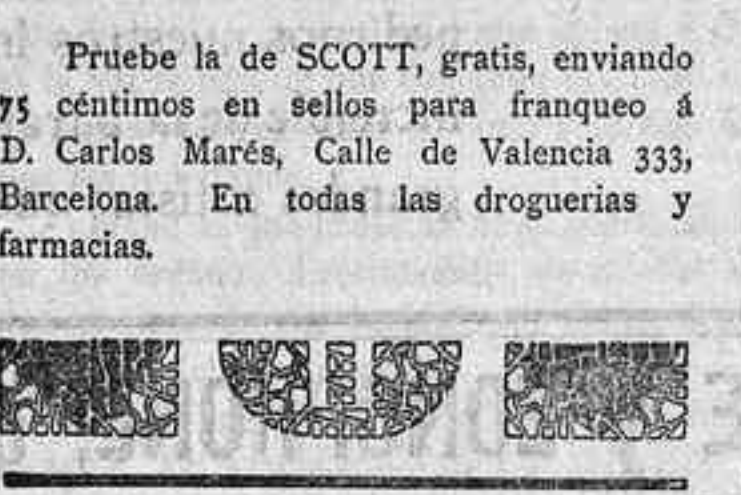 Pruebe la de SCOTT, gratis, enviando
75 céntimos en sellos para franqueo á
D. Carlos Marés, Calle de Valencia 333,
Barcelona. En todas las droguerias y
farmacias.